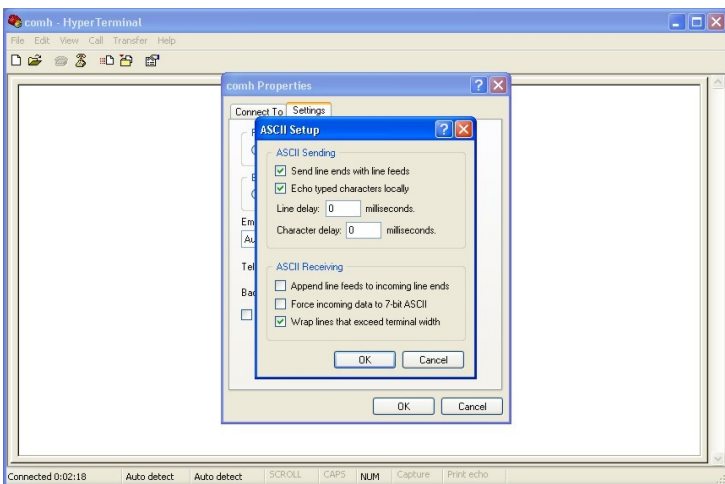 comh - HyperTerminal
File Edit View Call Transfer Help
comh Properties
Connect To Settings
ASCII Setup
ASCII Sending
Send line ends with line feeds
Echo typed characters locally
Line delay: 0 milliseconds.
Character delay: 0 milliseconds.
ASCII Receiving
Append line feeds to incoming line ends
Force incoming data to 7-bit ASCII
Wrap lines that exceed terminal width
OK Cancel
OK Cancel
Connected 0:02:18 Auto detect Auto detect SCROLL CAPS NUM Capture Print echo